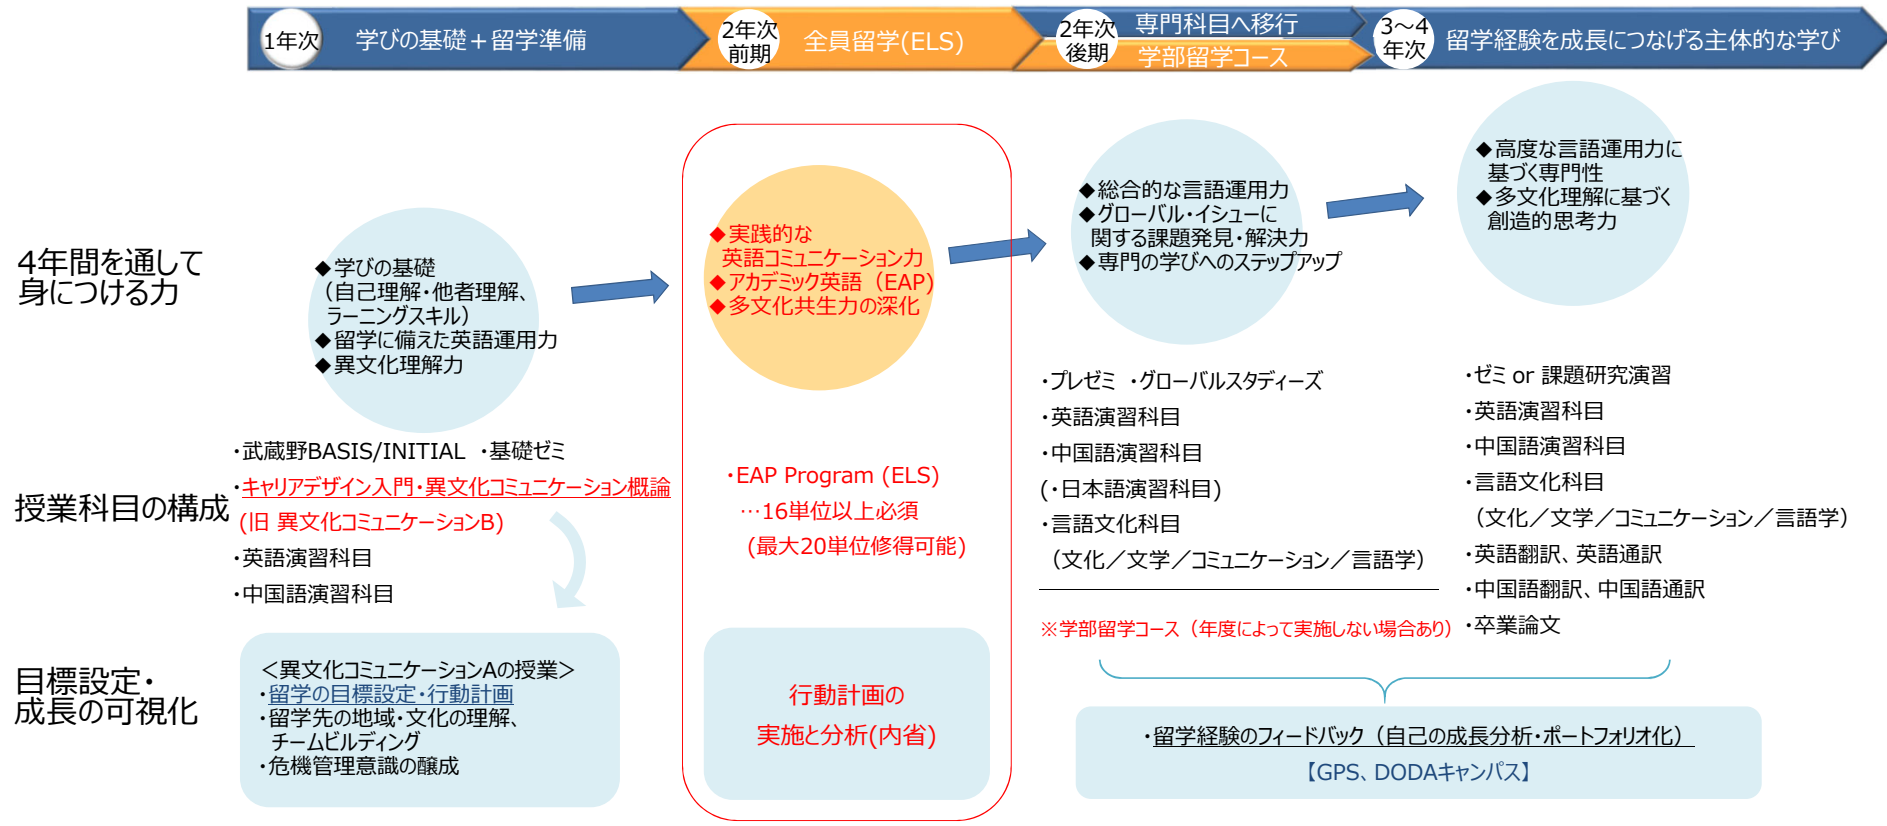 1年次
学びの基礎＋留学準備
2年次
前期
全員留学(ELS)
2年次
後期
専門科目へ移行
学部留学コース
3～4
年次
留学経験を成長につなげる主体的な学び
4年間を通して
身につける力
◆学びの基礎
（自己理解・他者理解、
ラーニングスキル）
◆留学に備えた英語運用力
◆異文化理解力
◆実践的な
英語コミュニケーション力
◆アカデミック英語（EAP)
◆多文化共生力の深化
◆総合的な言語運用力
◆グローバル・イシューに
関する課題発見・解決力
◆専門の学びへのステップアップ
◆高度な言語運用力に
基づく専門性
◆多文化理解に基づく
創造的思考力
授業科目の構成
・武蔵野BASIS/INITIAL ・基礎ゼミ
・キャリアデザイン入門・異文化コミュニケーション概論
(旧 異文化コミュニケーションB)
・英語演習科目
・中国語演習科目
・EAP Program (ELS)
…16単位以上必須
(最大20単位修得可能)
・プレゼミ ・グローバルスタディーズ
・英語演習科目
・中国語演習科目
(・日本語演習科目)
・言語文化科目
（文化／文学／コミュニケーション／言語学）
※学部留学コース（年度によって実施しない場合あり）
・ゼミ or 課題研究演習
・英語演習科目
・中国語演習科目
・言語文化科目
（文化／文学／コミュニケーション／言語学）
・英語翻訳、英語通訳
・中国語翻訳、中国語通訳
・卒業論文
目標設定・
成長の可視化
＜異文化コミュニケーションAの授業＞
・留学の目標設定・行動計画
・留学先の地域・文化の理解、
チームビルディング
・危機管理意識の醸成
行動計画の
実施と分析(内省)
・留学経験のフィードバック（自己の成長分析・ポートフォリオ化）
【GPS、DODAキャンパス】